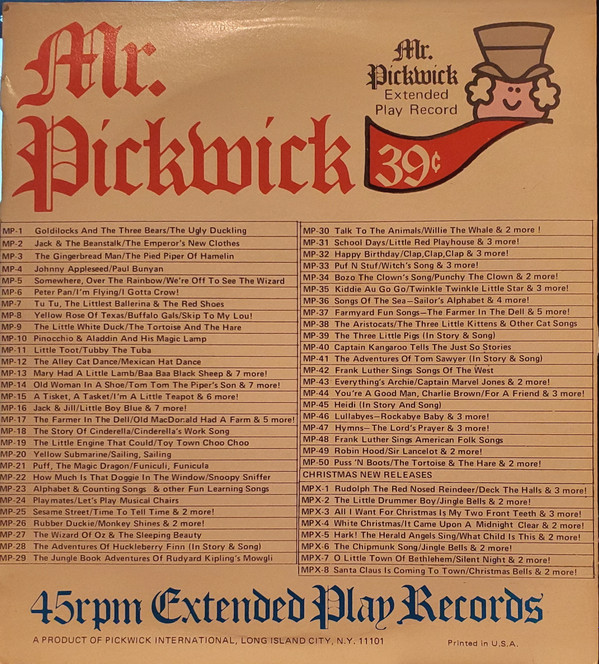 Mr.
Pickwick
Mr.
Pickwick
Extended
Play Record
39¢
MP-1 Goldilocks And The Three Bears/The Ugly Duckling
MP-2 Jack & The Beanstalk/The Emperor's New Clothes
MP-3 The Gingerbread Man/The Pied Piper Of Hamelin
MP-4 Johnny Appleseed/Paul Bunyan
MP-5 Somewhere, Over The Rainbow/We're Off To See The Wizard
MP-6 Peter Pan/I'm Flying/I Gotta Crow!
MP-7 Tu Tu, The Littlest Ballerina & The Red Shoes
MP-8 Yellow Rose Of Texas/Buffalo Gals/Skip To My Lou!
MP-9 The Little White Duck/The Tortoise And The Hare
MP-10 Pinocchio & Aladdin And His Magic Lamp
MP-11 Little Toot/Tubby The Tuba
MP-12 The Alley Cat Dance/Mexican Hat Dance
MP-13 Mary Had A Little Lamb/Baa Baa Black Sheep & 7 more!
MP-14 Old Woman In A Shoe/Tom Tom The Piper's Son & 7 more!
MP-15 A Tisket, A Tasket/I'm A Little Teapot & 6 more!
MP-16 Jack & Jill/Little Boy Blue & 7 more!
MP-17 The Farmer In The Dell/Old MacDonald Had A Farm & 5 more!
MP-18 The Story Of Cinderella/Cinderella's Work Song
MP-19 The Little Engine That Could/Toy Town Choo Choo
MP-20 Yellow Submarine/Sailing, Sailing
MP-21 Puff, The Magic Dragon/Funiculi, Funicula
MP-22 How Much Is That Doggie In The Window/Snoopy Sniffer
MP-23 Alphabet & Counting Songs & other Fun Learning Songs
MP-24 Playmates/Let's Play Musical Chairs
MP-25 Sesame Street/Time To Tell Time & 2 more!
MP-26 Rubber Duckie/Monkey Shines & 2 more!
MP-27 The Wizard Of Oz & The Sleeping Beauty
MP-28 The Adventures Of Huckleberry Finn (In Story & Song)
MP-29 The Jungle Book Adventures Of Rudyard Kipling's Mowgli
MP-30 Talk To The Animals/Willie The Whale & 2 more !
MP-31 School Days/Little Red Playhouse & 3 more!
MP-32 Happy Birthday/Clap,Clap,Clap & 3 more!
MP-33 Puf N Stuf/Witch's Song & 3 more!
MP-34 Bozo The Clown's Song/Punchy The Clown & 2 more!
MP-35 Kiddie Au Go Go/Twinkle Twinkle Little Star & 3 more!
MP-36 Songs Of The Sea—Sailor's Alphabet & 4 more!
MP-37 Farmyard Fun Songs—The Farmer In The Dell & 5 more!
MP-38 The Aristocats/The Three Little Kittens & Other Cat Songs
MP-39 The Three Little Pigs (In Story & Song)
MP-40 Captain Kangaroo Tells The Just So Stories
MP-41 The Adventures Of Tom Sawyer (In Story & Song)
MP-42 Frank Luther Sings Songs Of The West
MP-43 Everything's Archie/Captain Marvel Jones & 2 more!
MP-44 You're A Good Man, Charlie Brown/For A Friend & 3 more!
MP-45 Heidi (In Story And Song)
MP-46 Lullabyes—Rockabye Baby & 3 more!
MP-47 Hymns—The Lord's Prayer & 3 more!
MP-48 Frank Luther Sings American Folk Songs
MP-49 Robin Hood/Sir Lancelot & 2 more!
MP-50 Puss 'N Boots/The Tortoise & The Hare & 2 more!
CHRISTMAS NEW RELEASES
MPX-1 Rudolph The Red Nosed Reindeer/Deck The Halls & 3 more!
MPX-2 The Little Drummer Boy/Jingle Bells & 2 more!
MPX-3 All I Want For Christmas Is My Two Front Teeth & 3 more!
MPX-4 White Christmas/It Came Upon A Midnight Clear & 2 more!
MPX-5 Hark! The Herald Angels Sing/What Child Is This & 2 more!
MPX-6 The Chipmunk Song/Jingle Bells & 2 more!
MPX-7 O Little Town Of Bethlehem/Silent Night & 2 more!
MPX-8 Santa Claus Is Coming To Town/Christmas Bells & 2 more!
45rpm Extended Play Records
A PRODUCT OF PICKWICK INTERNATIONAL, LONG ISLAND CITY, N.Y. 11101
Printed in U.S.A.